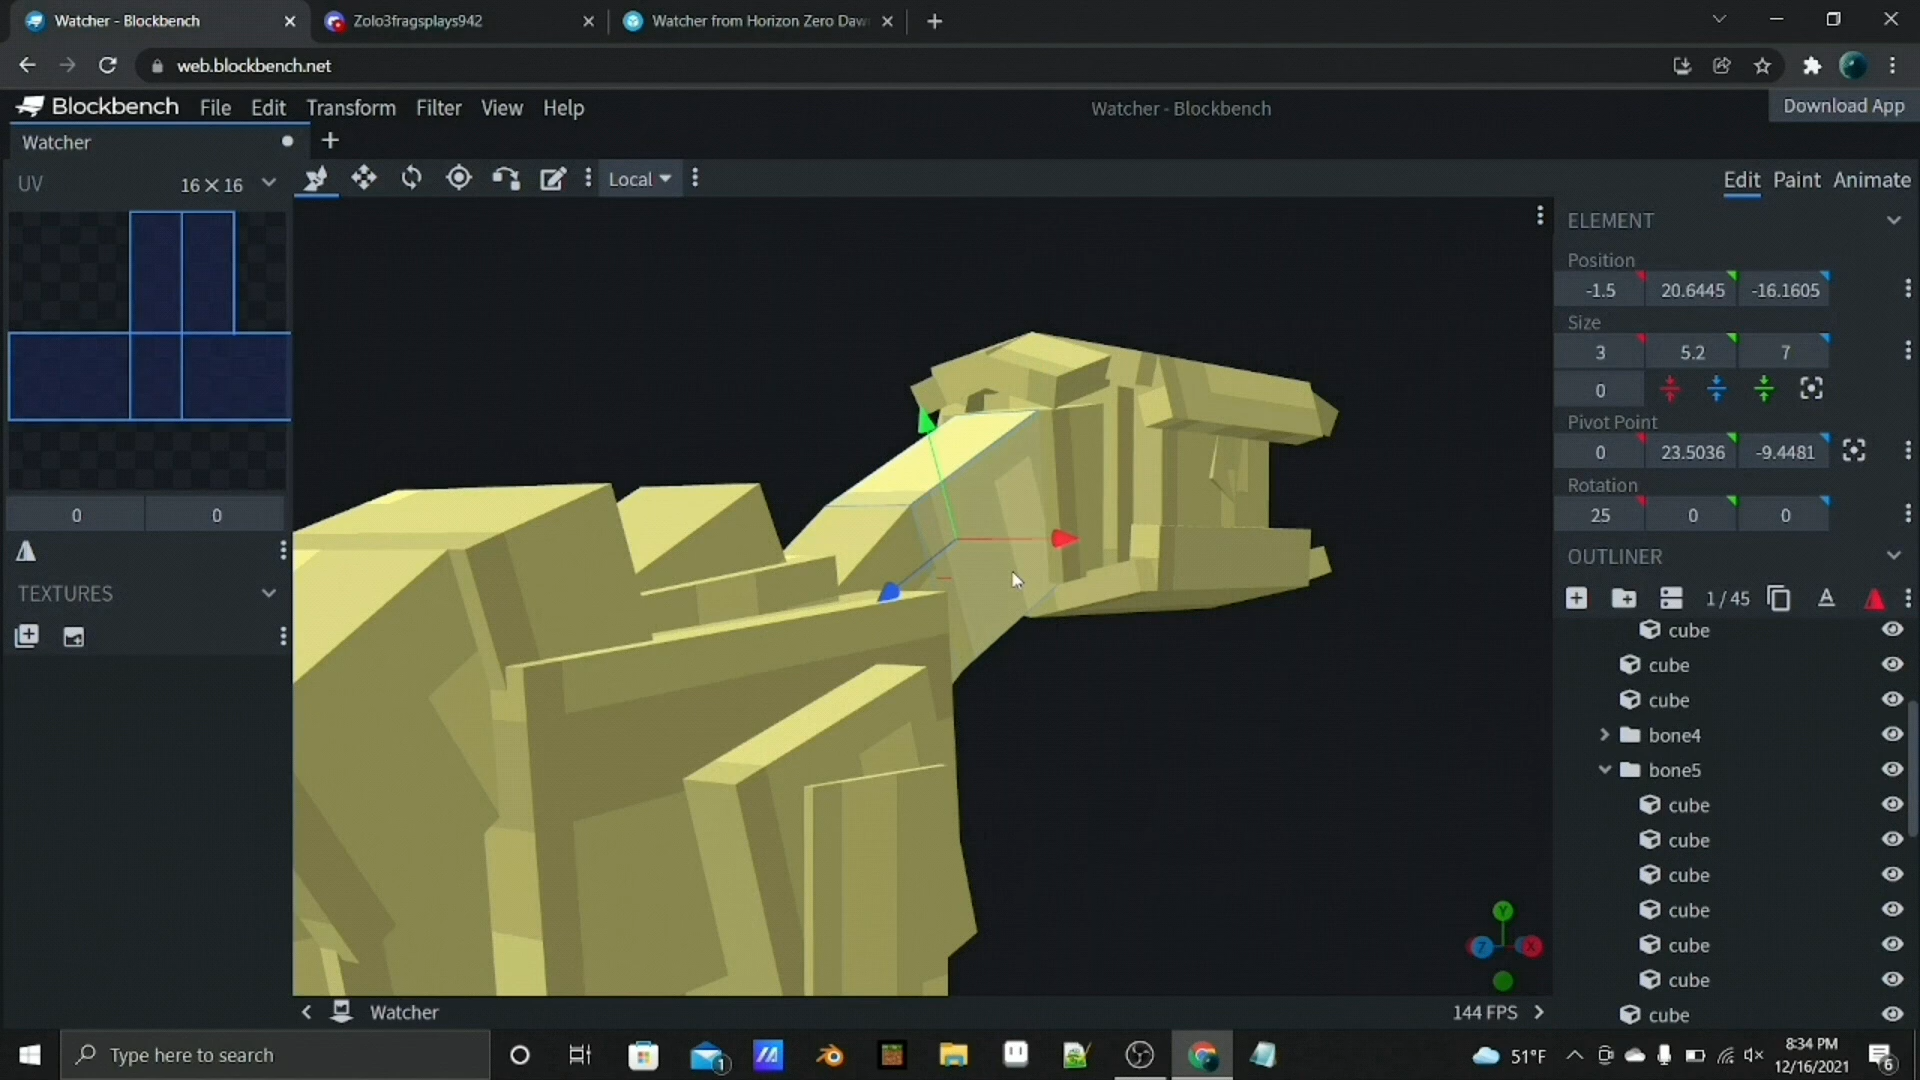 Watcher - Blockbench
Zolo3fragsplays942
Watcher from Horizon Zero Daw
web.blockbench.net
Blockbench
File
Edit
Transform
Filter
View
Help
Watcher - Blockbench
Download App
Watcher
UV
16×16
Local
Edit
Paint
Animate
ELEMENT
Position
-1.5
20.6445
-16.1605
Size
3
5.2
7
0
Pivot Point
0
23.5036
-9.4481
Rotation
25
0
0
0
0
TEXTURES
OUTLINER
1 / 45
cube
cube
cube
bone4
bone5
cube
cube
cube
cube
cube
cube
cube
Y
Z
X
Watcher
144 FPS
Type here to search
1
51°F
8:34 PM
12/16/2021
6